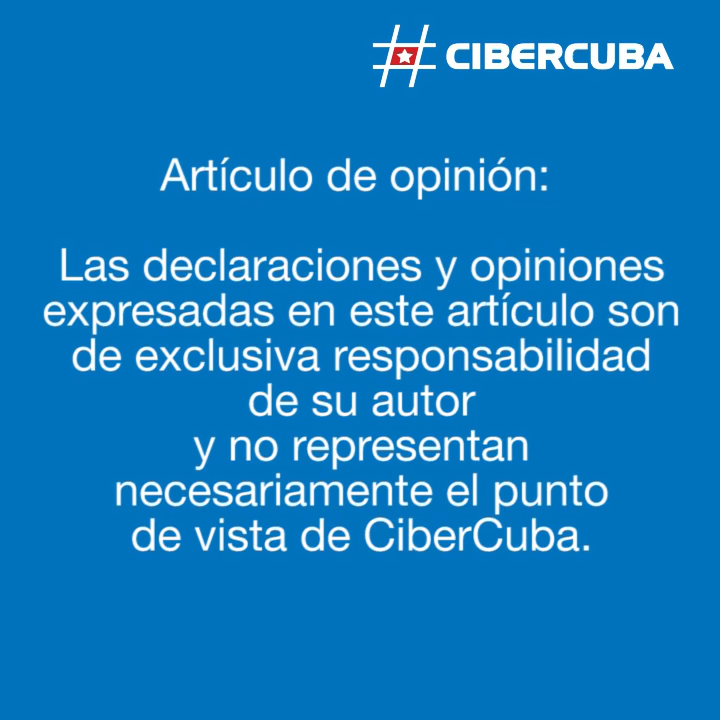 CIBERCUBA
Artículo de opinión:
Las declaraciones y opiniones
expresadas en este artículo son
de exclusiva responsabilidad
de su autor
y no representan
necesariamente el punto
de vista de CiberCuba.